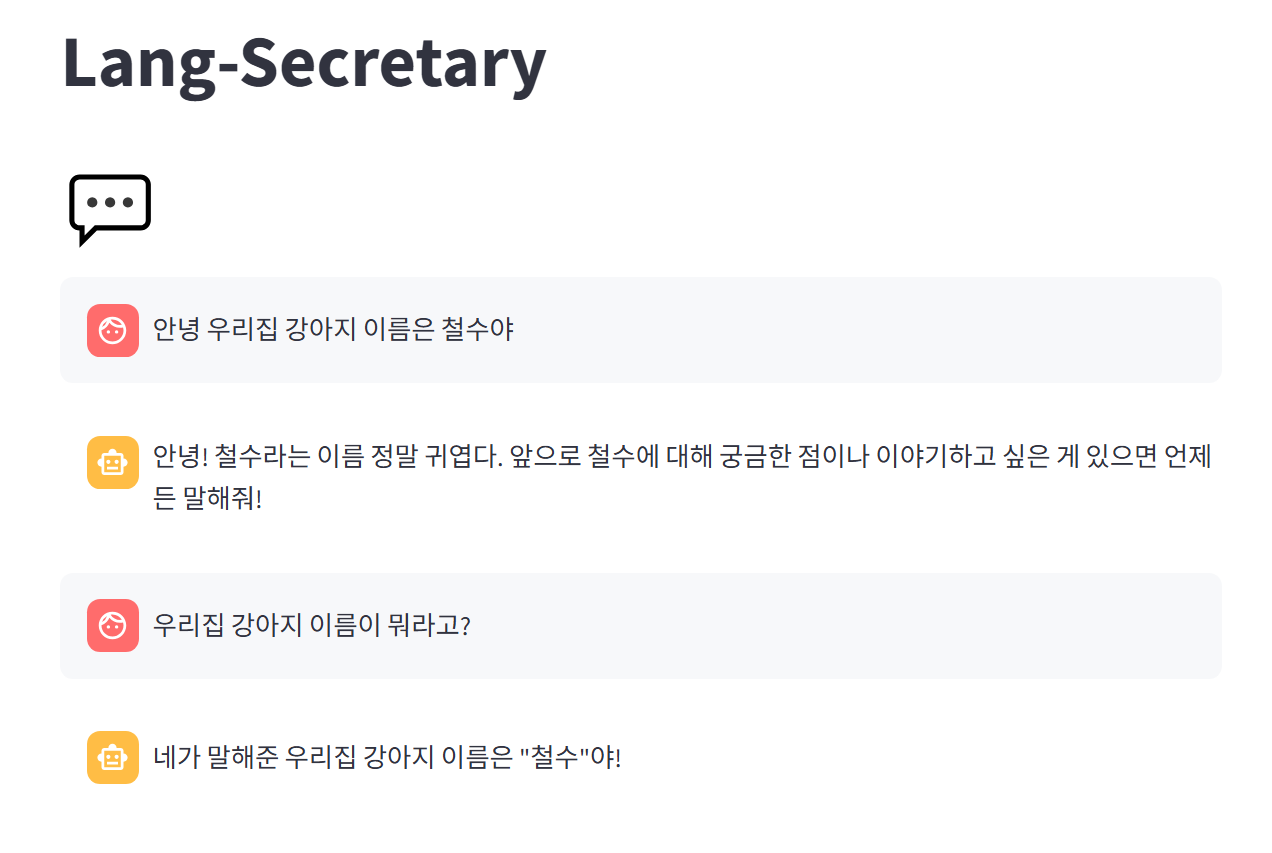 Lang-Secretary
안녕 우리집 강아지 이름은 철수야
안녕! 철수라는 이름 정말 귀엽다. 앞으로 철수에 대해 궁금한 점이나 이야기하고 싶은 게 있으면 언제
든 말해줘!
우리집 강아지 이름이 뭐라고?
네가 말해준 우리집 강아지 이름은 "철수"야!